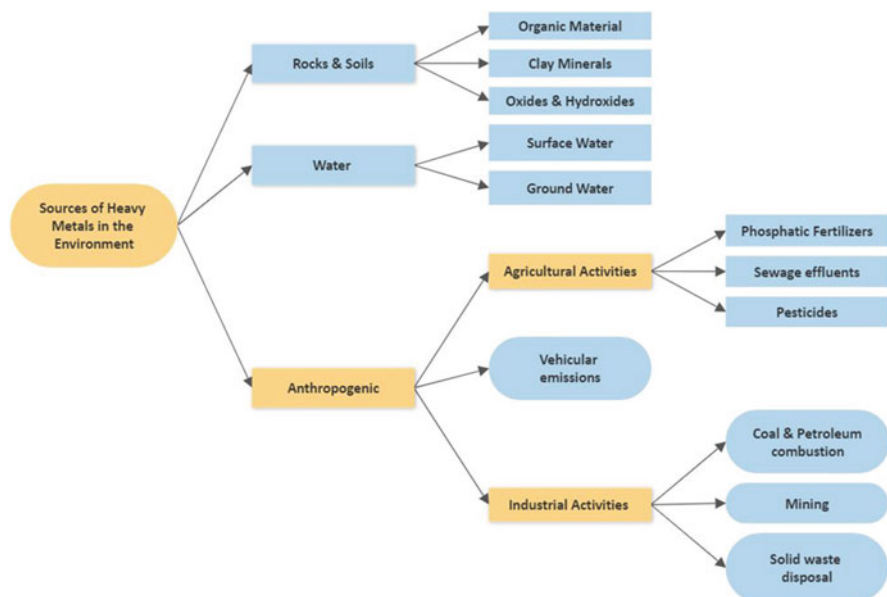 Sources of Heavy
Metals in the
Environment
Rocks & Soils
Organic Material
Clay Minerals
Oxides & Hydroxides
Water
Surface Water
Ground Water
Anthropogenic
Agricultural Activities
Phosphatic Fertilizers
Sewage effluents
Pesticides
Vehicular
emissions
Industrial Activities
Coal & Petroleum
combustion
Mining
Solid waste
disposal